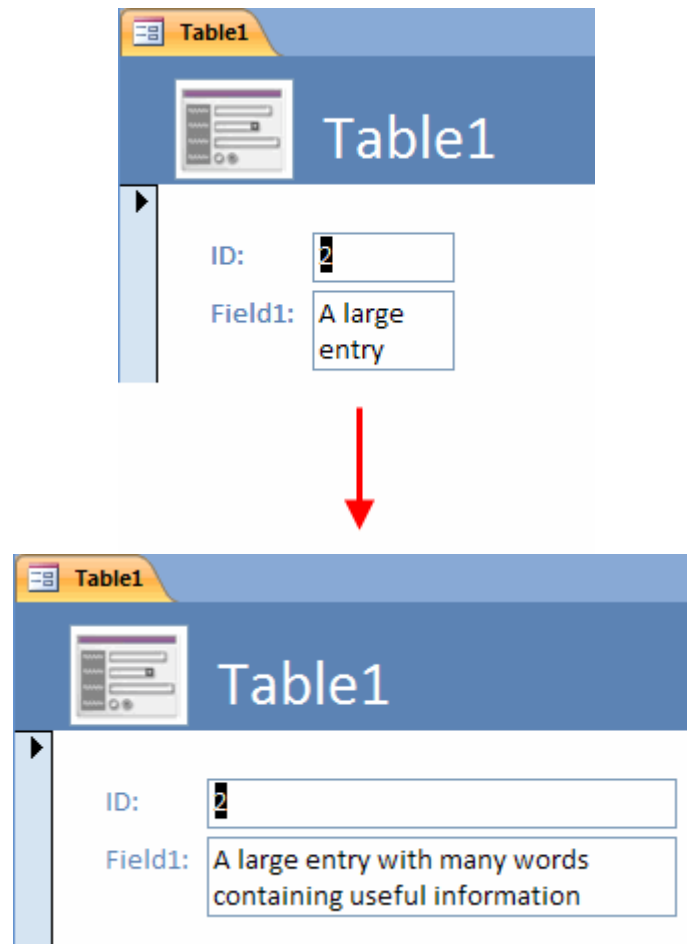 Table1
Table1
ID: 2
Field1: A large
entry
Table1
Table1
ID: 2
Field1: A large entry with many words
containing useful information